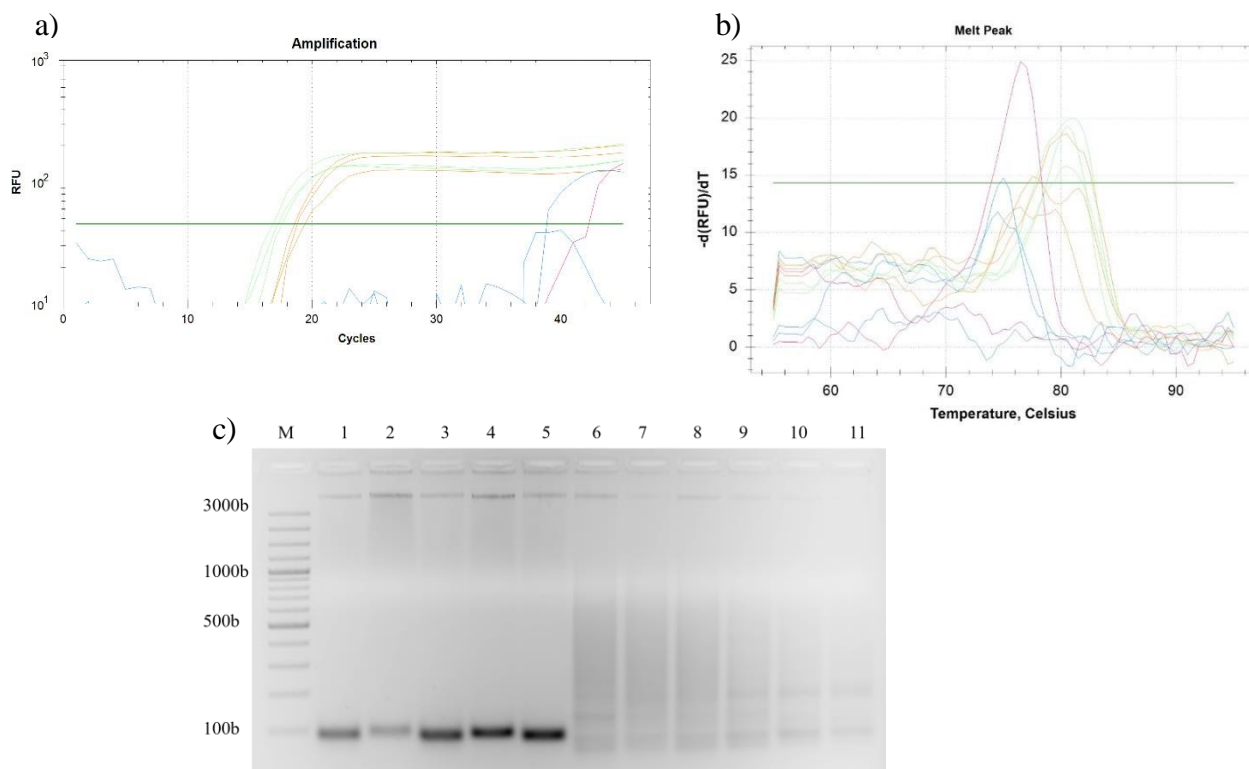 a)
Amplification
10³
10²
10¹
RFU
0 10 20 30 40
Cycles
b)
Melt Peak
25
20
15
10
5
0
-d(RFU)/dT
60 70 80 90
Temperature, Celsius
c)
M 1 2 3 4 5 6 7 8 9 10 11
3000b
1000b
500b
100b